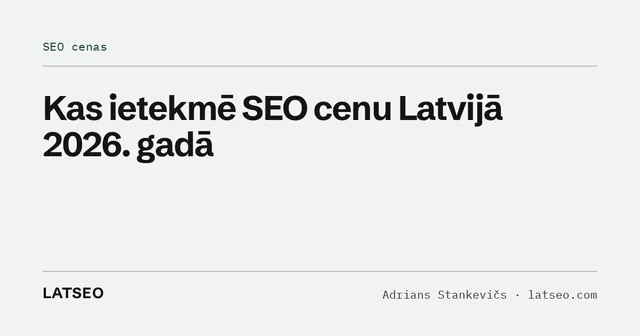 SEO cenas
Kas ietekmē SEO cenu Latvijā
2026. gadā
LATSEO
Adrians Stankevičs · latseo.com